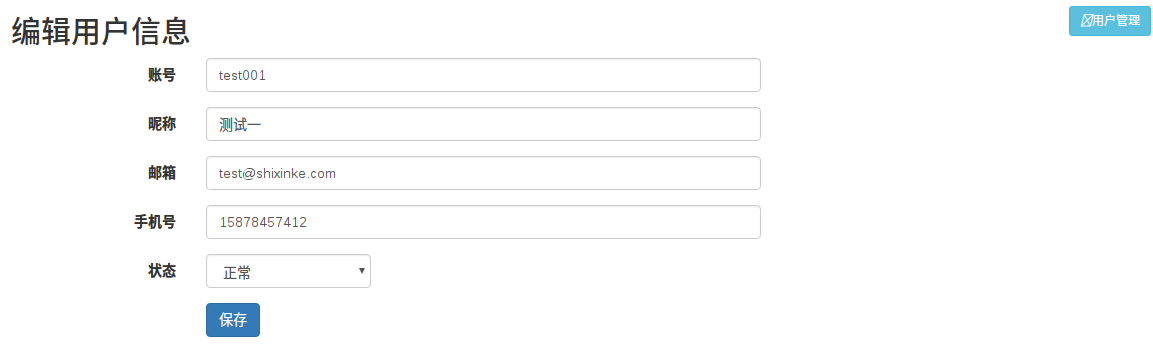 编辑用户信息
用户管理
账号 test001
昵称 测试一
邮箱 test@shixinke.com
手机号 15878457412
状态 正常
保存